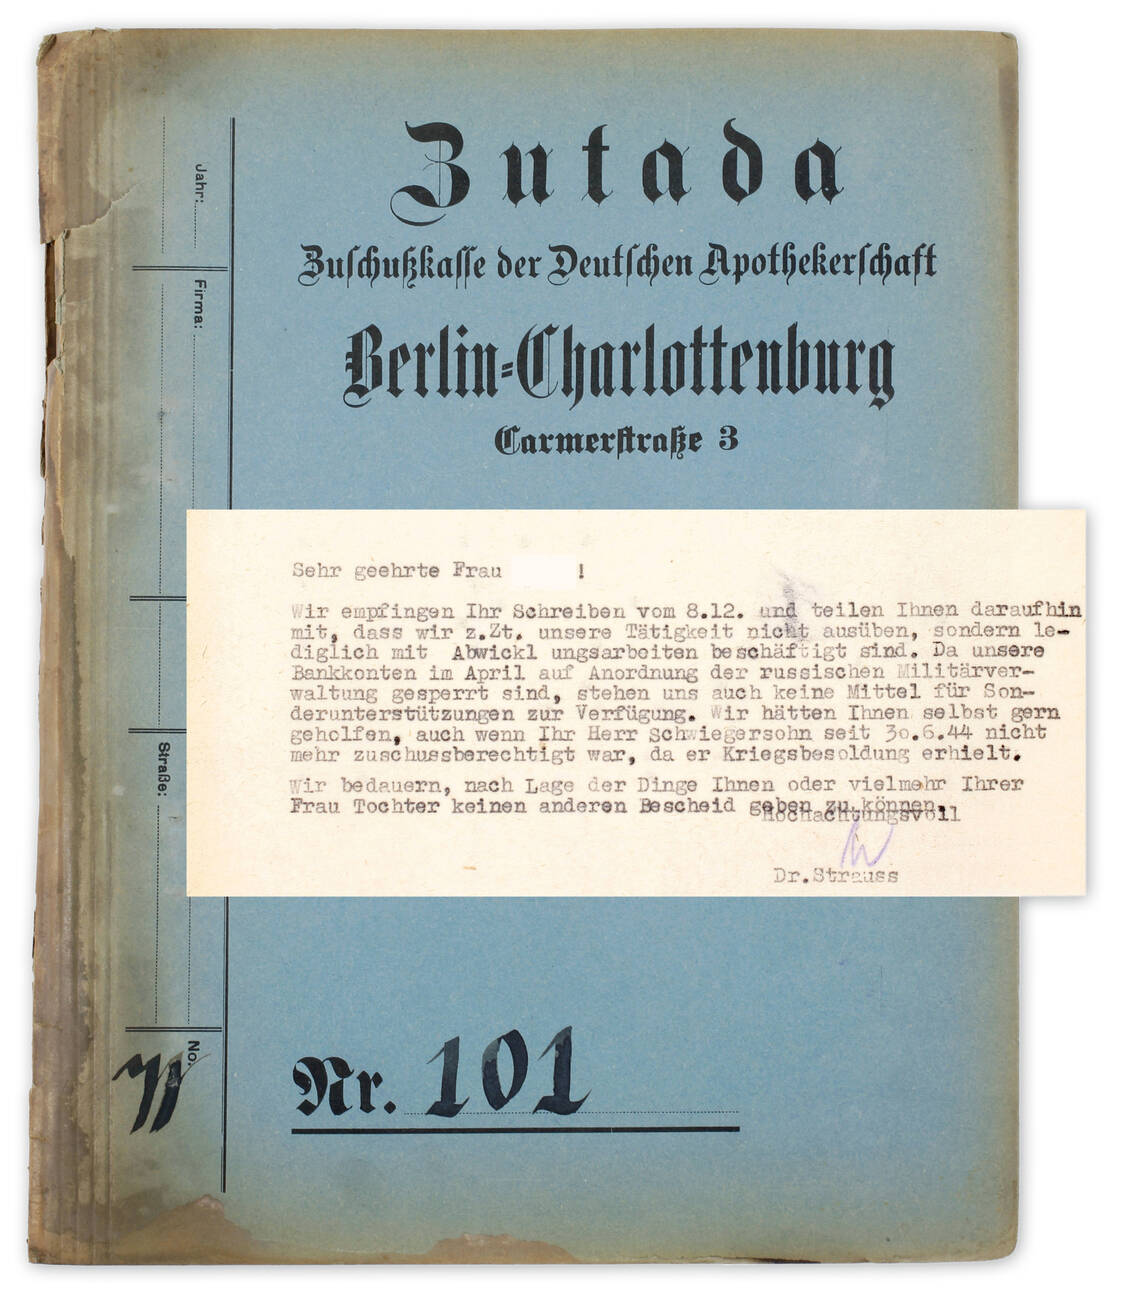 Zutada
Zuschußkasse der Deutschen Apothekerschaft
Berlin=Charlottenburg
Carmerstraße 3
Jahr:
Firma:
Straße:
No.
Sehr geehrte Frau !
Wir empfingen Ihr Schreiben vom 8.12. und teilen Ihnen daraufhin
mit, dass wir z.Zt. unsere Tätigkeit nicht ausüben, sondern le-
diglich mit Abwickl ungsarbeiten beschäftigt sind. Da unsere
Bankkonten im April auf Anordnung der russischen Militärver-
waltung gesperrt sind, stehen uns auch keine Mittel für Son-
derunterstützungen zur Verfügung. Wir hätten Ihnen selbst gern
geholfen, auch wenn Ihr Herr Schwiegersohn seit 30.6.44 nicht
mehr zuschussberechtigt war, da er Kriegsbesoldung erhielt.
Wir bedauern, nach Lage der Dinge Ihnen oder vielmehr Ihrer
Frau Tochter keinen anderen Bescheid geben zu können.
Hochachtungsvoll
Dr.Strauss
Nr. 101